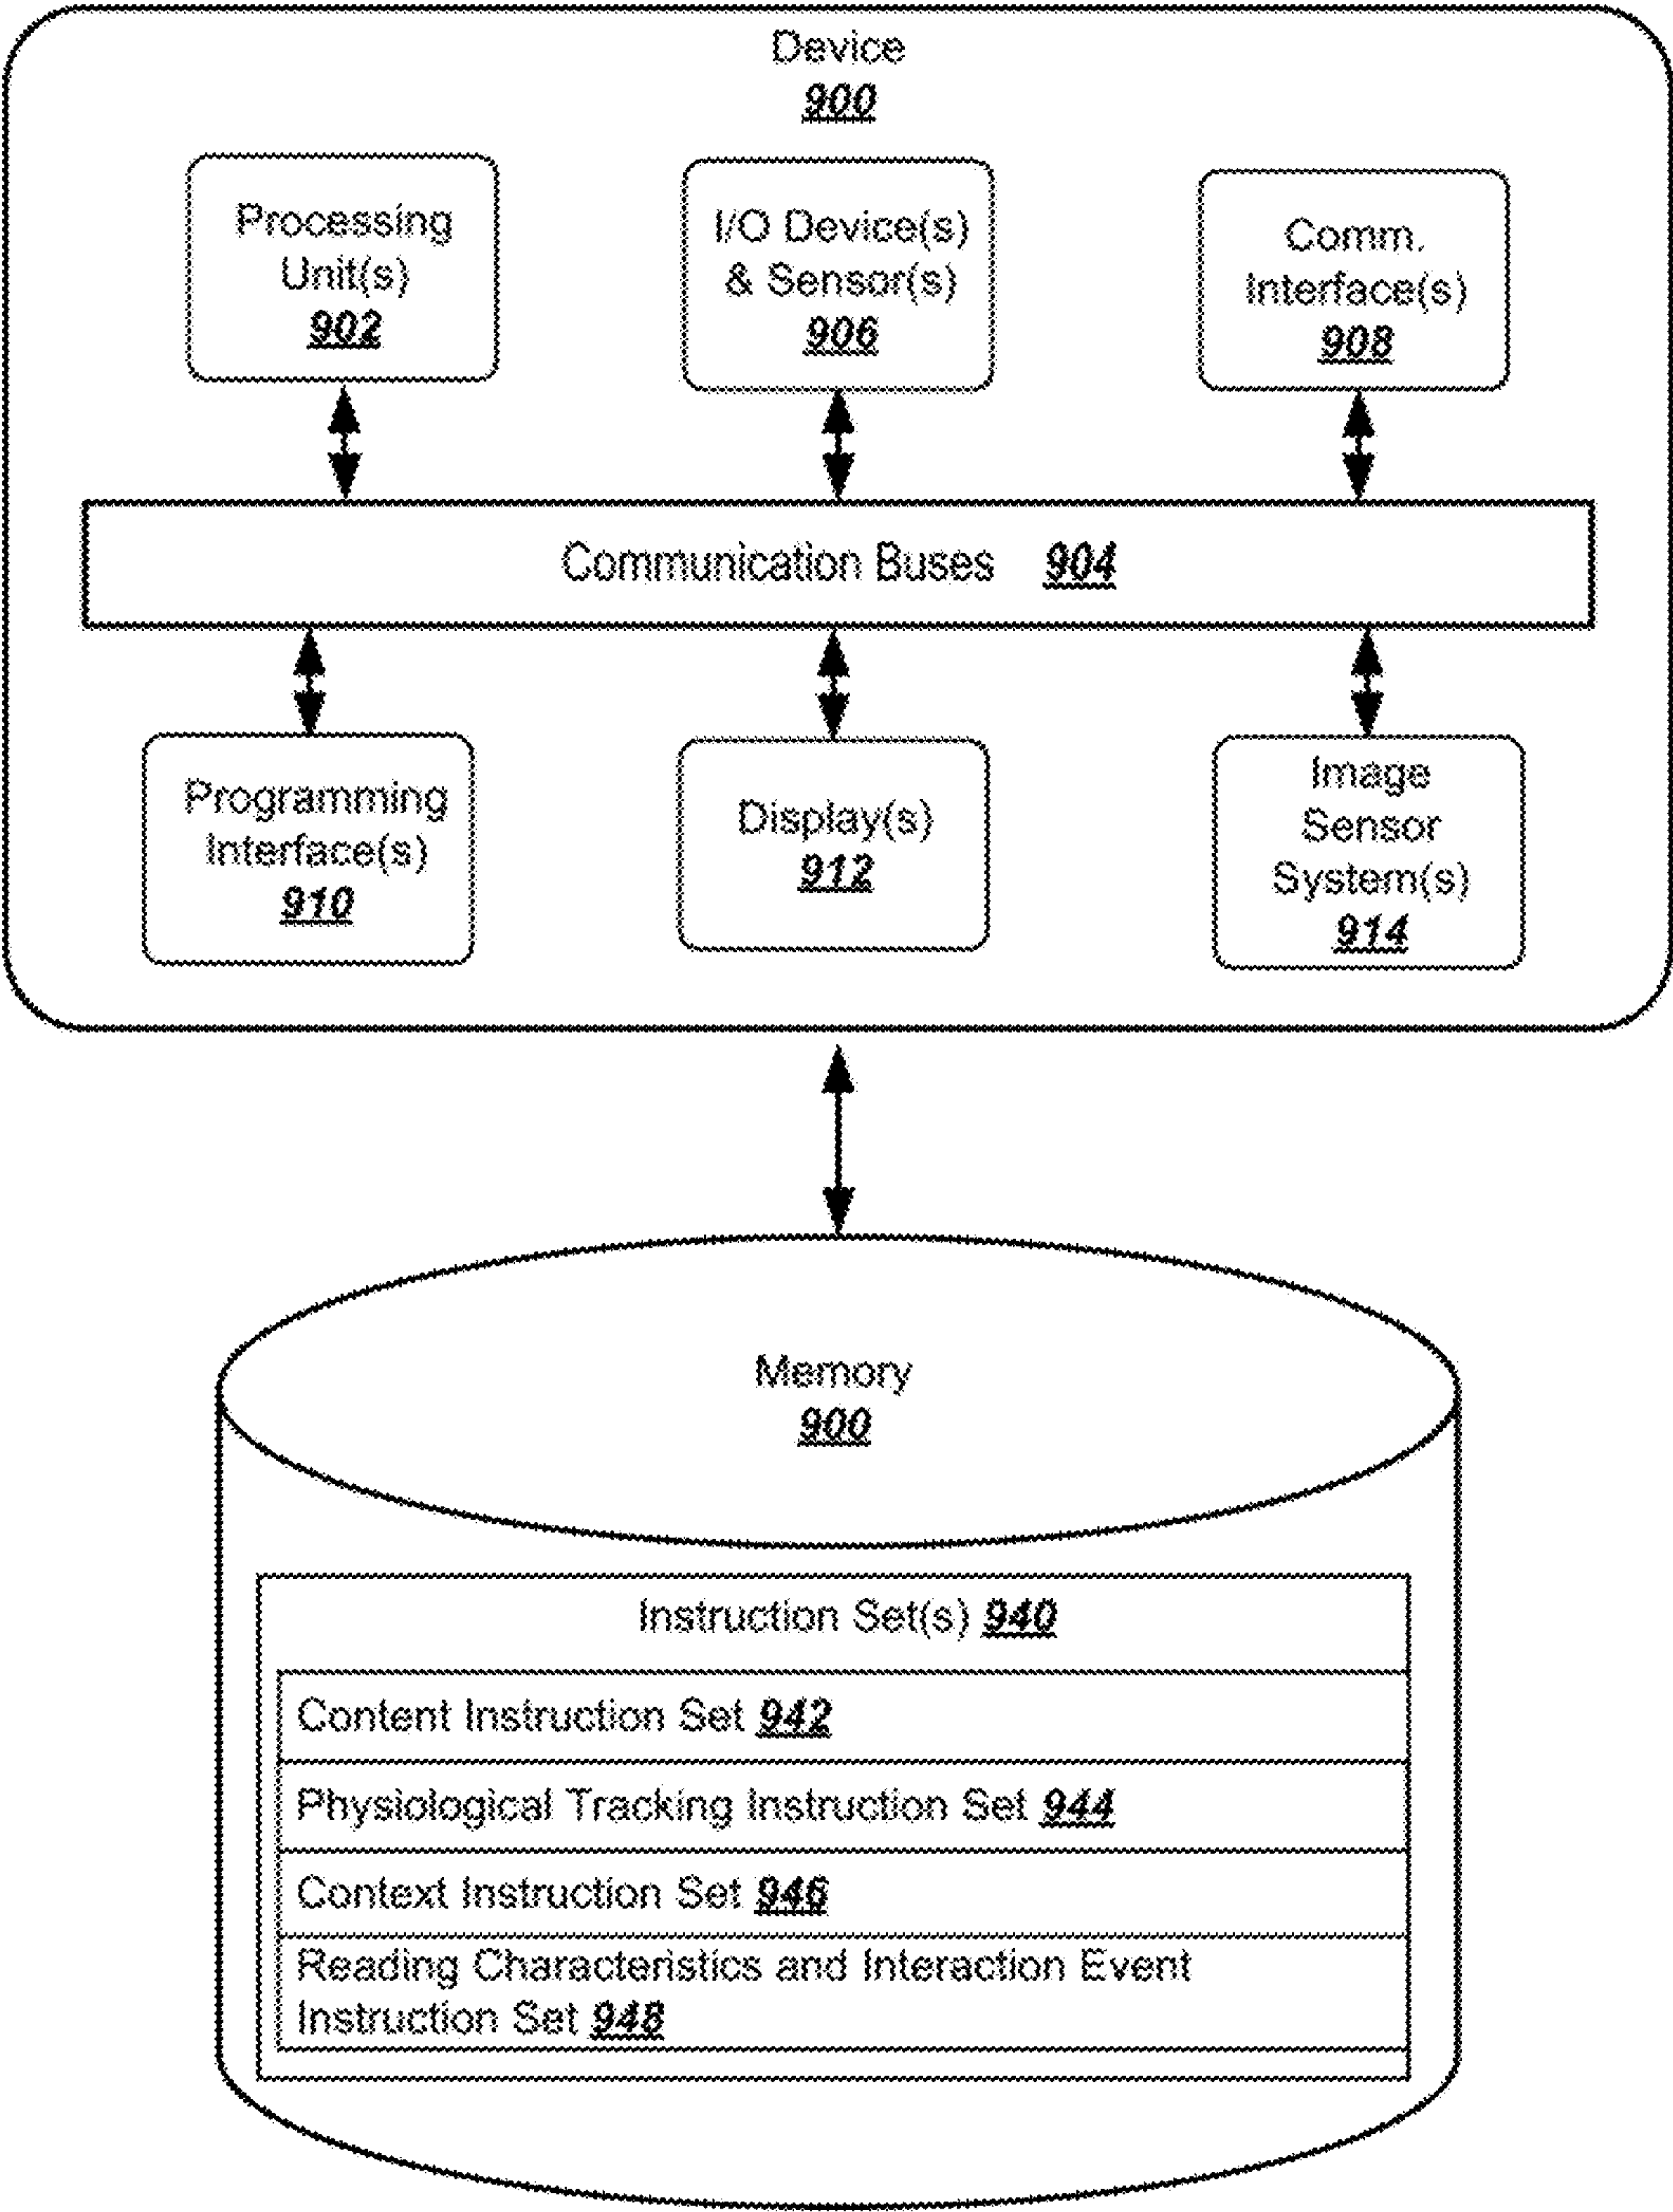 Device
900
Processing
Unit(s)
902
I/O Device(s)
& Sensor(s)
906
Comm.
Interface(s)
908
Communication Buses 904
Programming
Interface(s)
910
Display(s)
912
Image
Sensor
System(s)
914
Memory
900
Instruction Set(s) 940
Content Instruction Set 942
Physiological Tracking Instruction Set 944
Context Instruction Set 946
Reading Characteristics and Interaction Event
Instruction Set 948